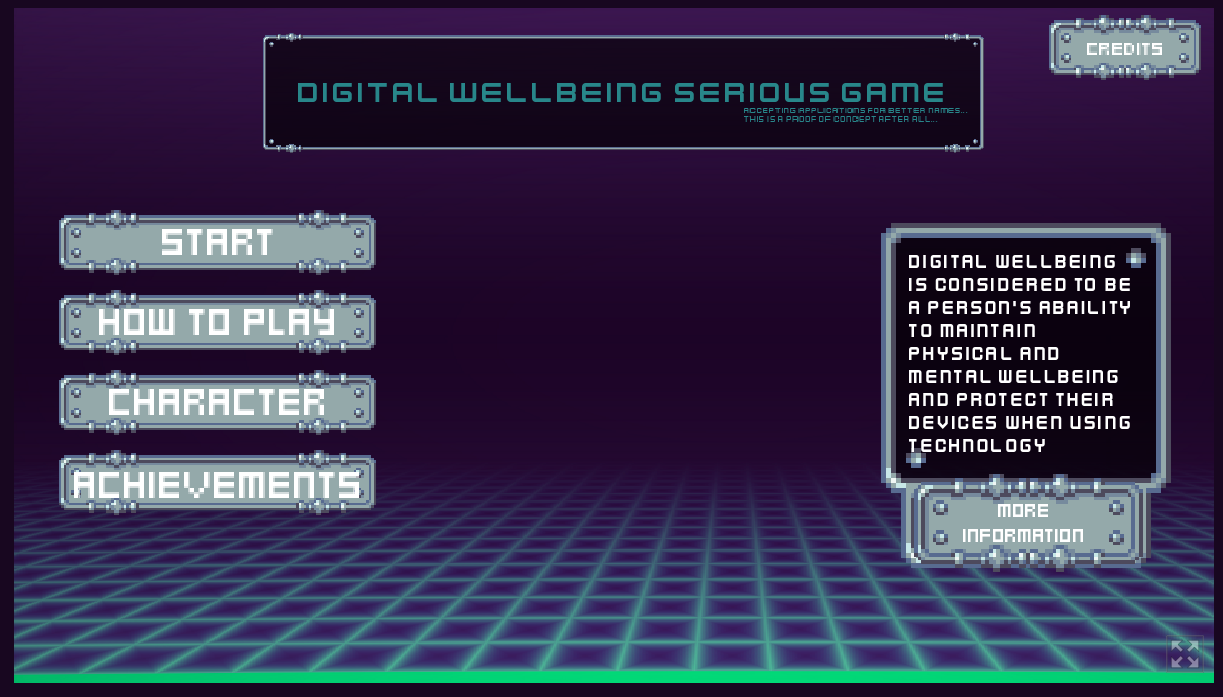 CREDITS
DIGITAL WELLBEING SERIOUS GAME
ACCEPTING APPLICATIONS FOR BETTER NAMES...
THIS IS A PROOF OF CONCEPT AFTER ALL...
START
HOW TO PLAY
CHARACTER
ACHIEVEMENTS
DIGITAL WELLBEING
IS CONSIDERED TO BE
A PERSON'S ABAILITY
TO MAINTAIN
PHYSICAL AND
MENTAL WELLBEING
AND PROTECT THEIR
DEVICES WHEN USING
TECHNOLOGY
MORE
INFORMATION